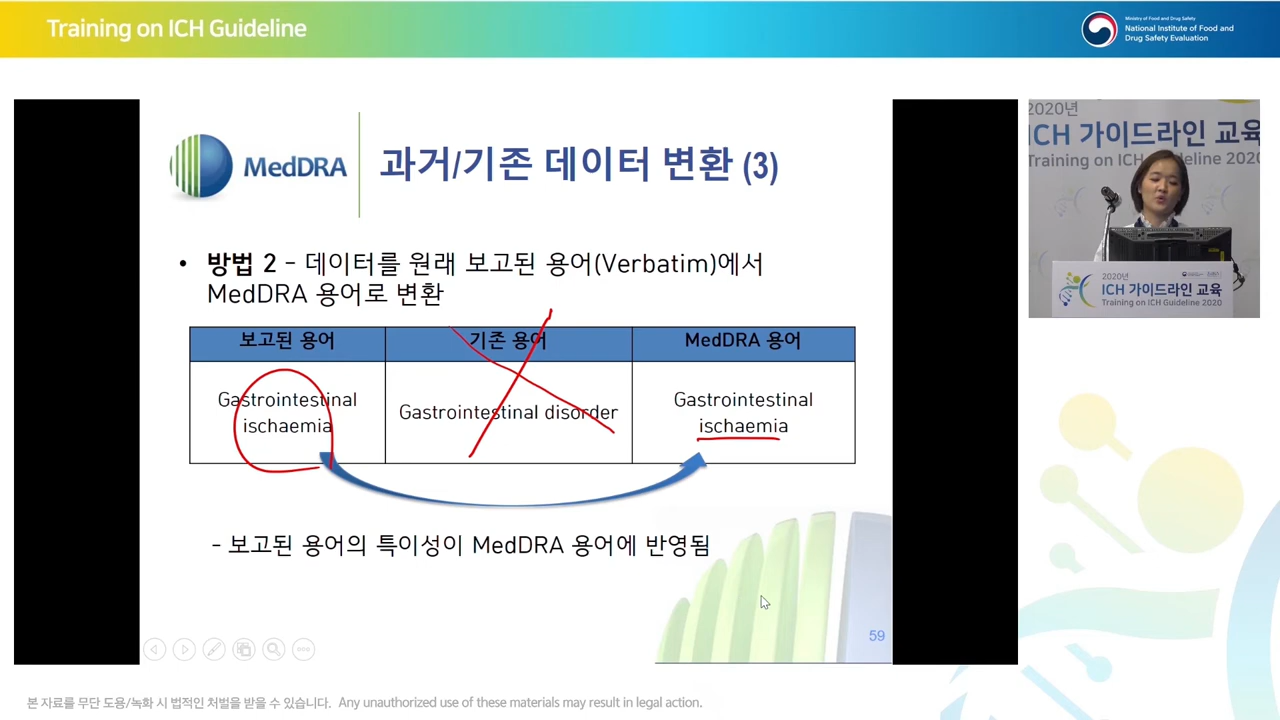 Training on ICH Guideline
Ministry of Food and Drug Safety
National Institute of Food and
Drug Safety Evaluation
MedDRA
과거/기존 데이터 변환 (3)
• 방법 2 – 데이터를 원래 보고된 용어(Verbatim)에서
MedDRA 용어로 변환
보고된 용어 기존 용어 MedDRA 용어
Gastrointestinal
ischaemia
Gastrointestinal disorder
Gastrointestinal
ischaemia
– 보고된 용어의 특이성이 MedDRA 용어에 반영됨
59
2020년
ICH 가이드라인 교육
Training on ICH Guideline 2020
2020년
ICH 가이드라인 교육
Training on ICH Guideline 2020
본 자료를 무단 도용/녹화 시 법적인 처벌을 받을 수 있습니다. Any unauthorized use of these materials may result in legal action.